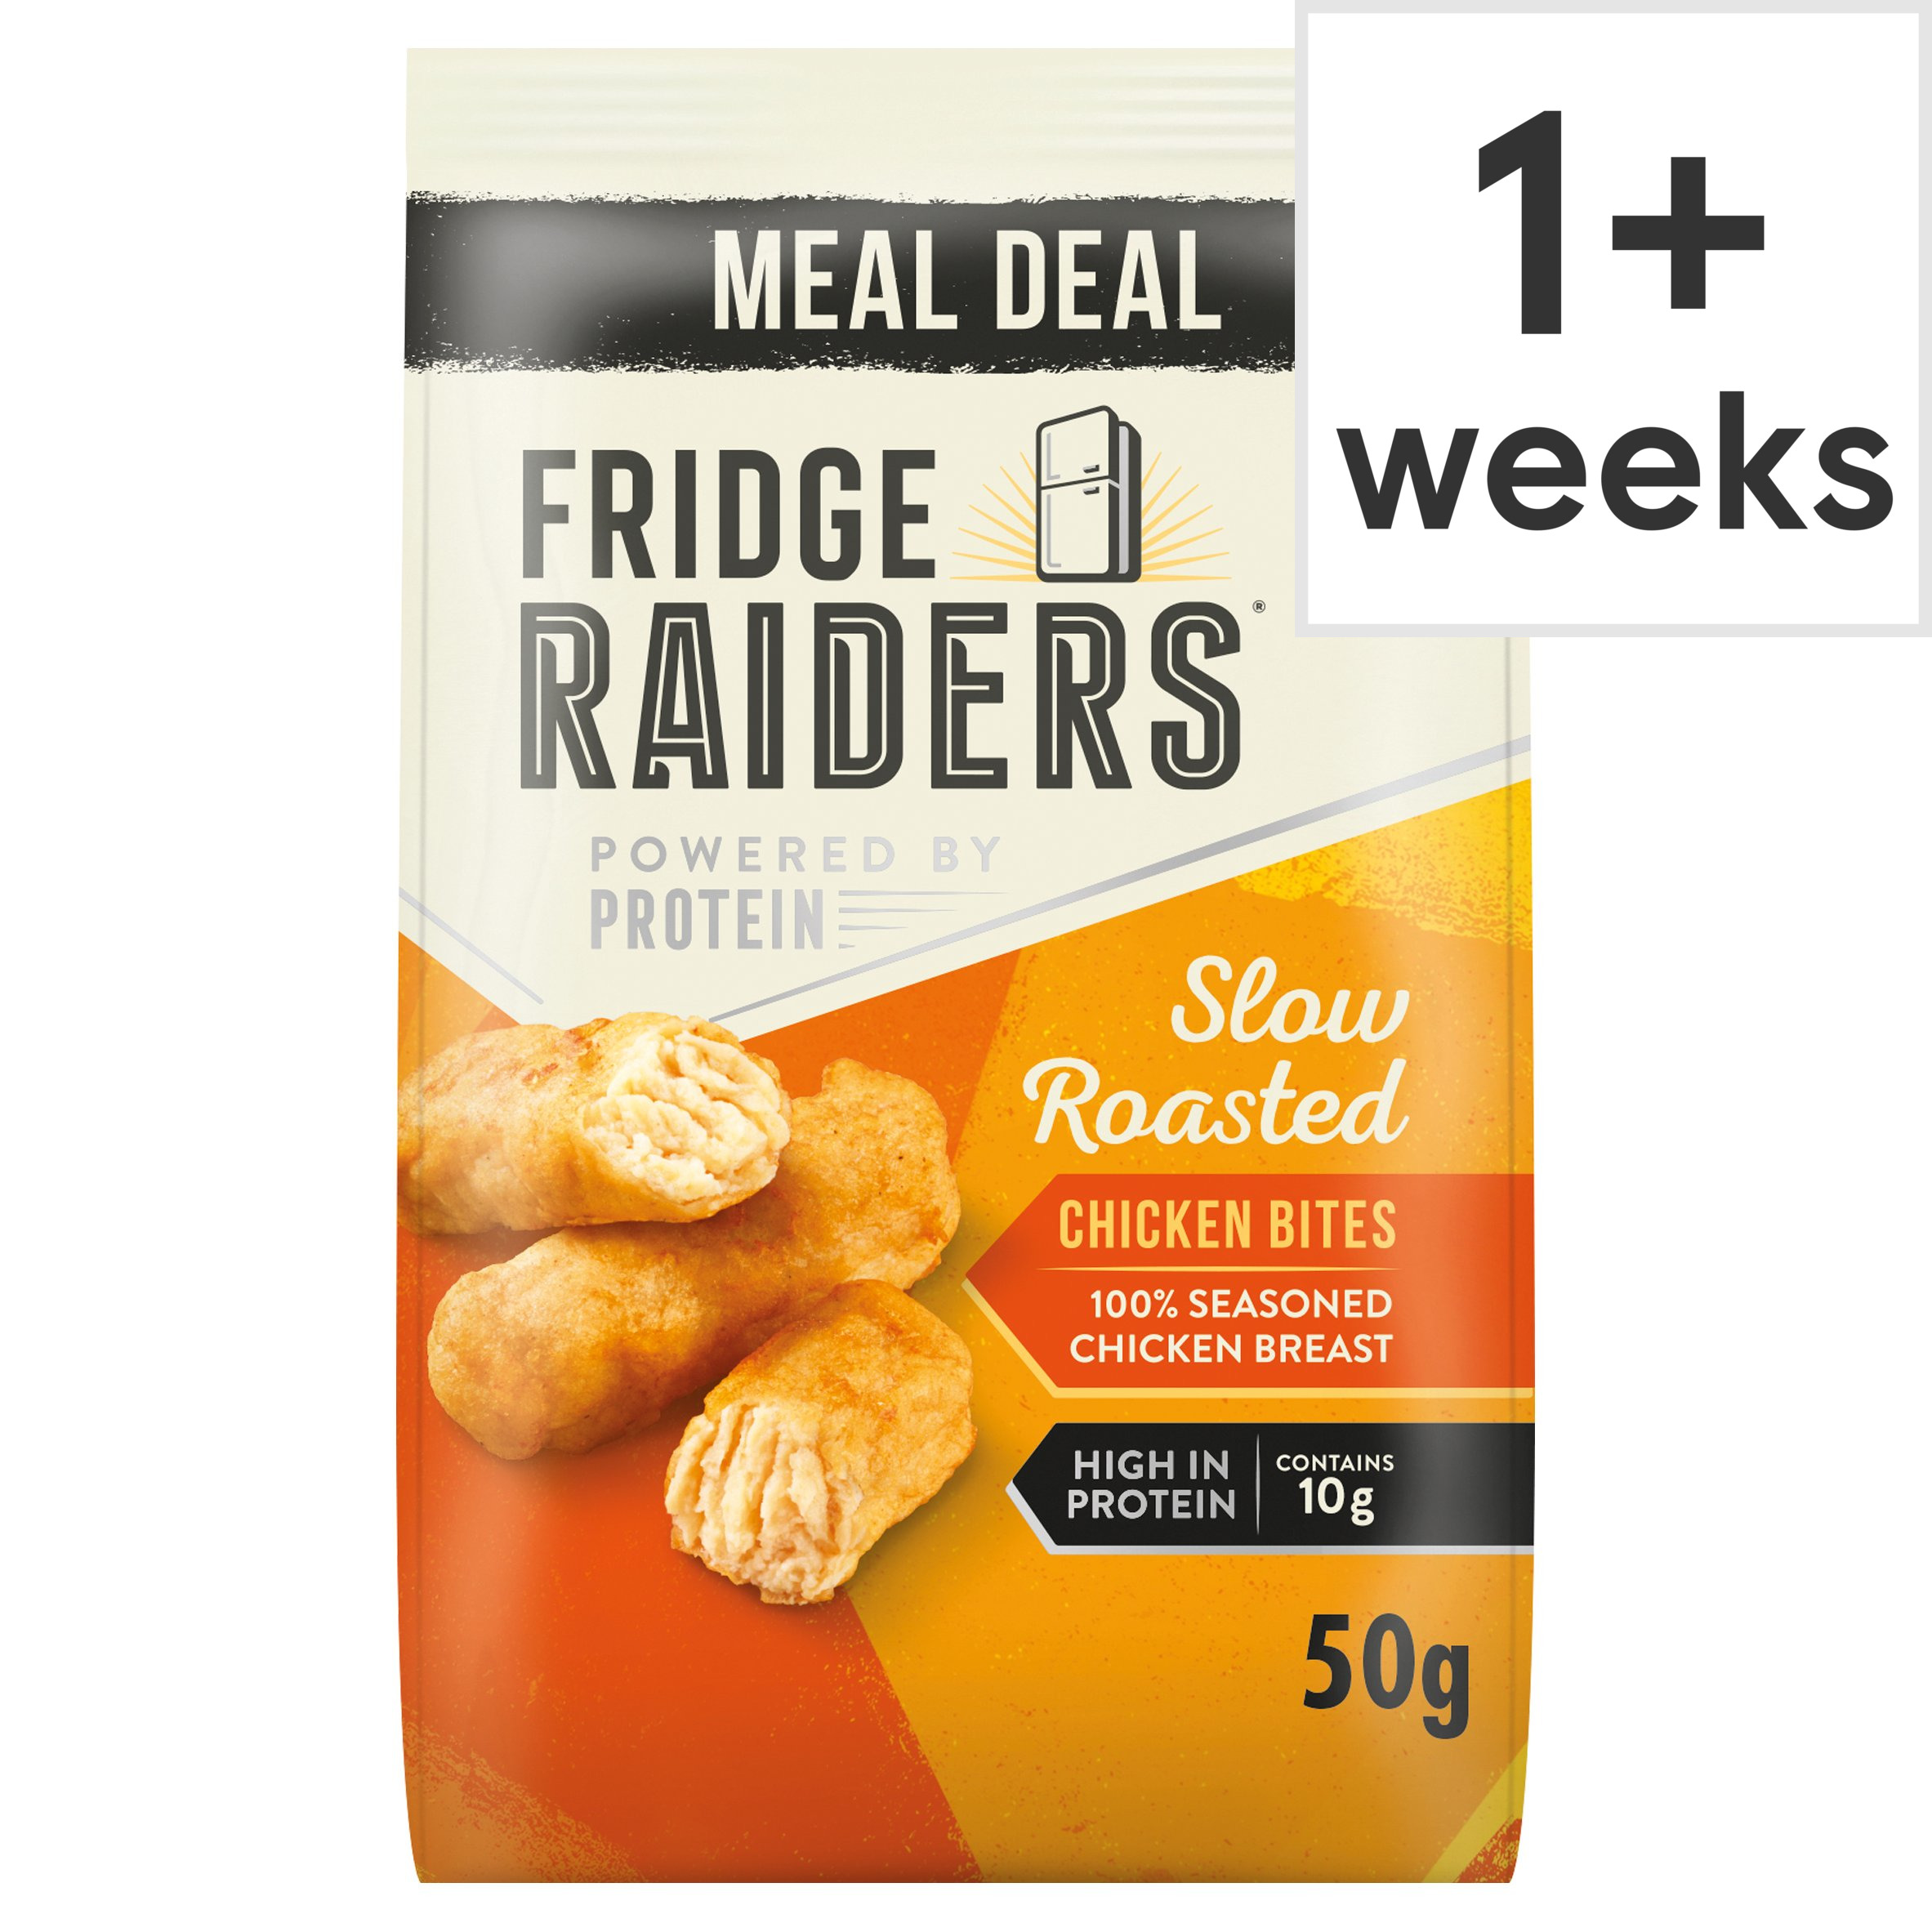 1+
weeks
MEAL DEAL
FRIDGE
RAIDERS®
POWERED BY
PROTEIN
Slow
Roasted
CHICKEN BITES
100% SEASONED
CHICKEN BREAST
HIGH IN
PROTEIN
CONTAINS
10g
50g